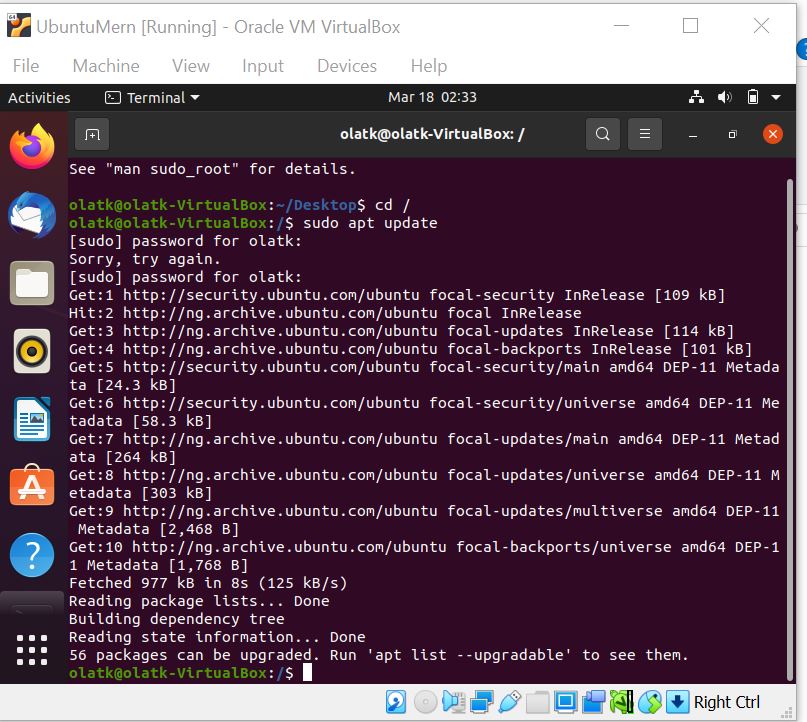 UbuntuMern [Running] - Oracle VM VirtualBox
File Machine View Input Devices Help
Activities Terminal Mar 18 02:33
olatk@olatk-VirtualBox: /
See "man sudo_root" for details.
olatk@olatk-VirtualBox:~/Desktop$ cd /
olatk@olatk-VirtualBox:/$ sudo apt update
[sudo] password for olatk:
Sorry, try again.
[sudo] password for olatk:
Get:1 http://security.ubuntu.com/ubuntu focal-security InRelease [109 kB]
Hit:2 http://ng.archive.ubuntu.com/ubuntu focal InRelease
Get:3 http://ng.archive.ubuntu.com/ubuntu focal-updates InRelease [114 kB]
Get:4 http://ng.archive.ubuntu.com/ubuntu focal-backports InRelease [101 kB]
Get:5 http://security.ubuntu.com/ubuntu focal-security/main amd64 DEP-11 Metada
ta [24.3 kB]
Get:6 http://security.ubuntu.com/ubuntu focal-security/universe amd64 DEP-11 Me
tadata [58.3 kB]
Get:7 http://ng.archive.ubuntu.com/ubuntu focal-updates/main amd64 DEP-11 Metad
ata [264 kB]
Get:8 http://ng.archive.ubuntu.com/ubuntu focal-updates/universe amd64 DEP-11 M
etadata [303 kB]
Get:9 http://ng.archive.ubuntu.com/ubuntu focal-updates/multiverse amd64 DEP-11
 Metadata [2,468 B]
Get:10 http://ng.archive.ubuntu.com/ubuntu focal-backports/universe amd64 DEP-1
1 Metadata [1,768 B]
Fetched 977 kB in 8s (125 kB/s)
Reading package lists... Done
Building dependency tree
Reading state information... Done
56 packages can be upgraded. Run 'apt list --upgradable' to see them.
olatk@olatk-VirtualBox:/$
Right Ctrl